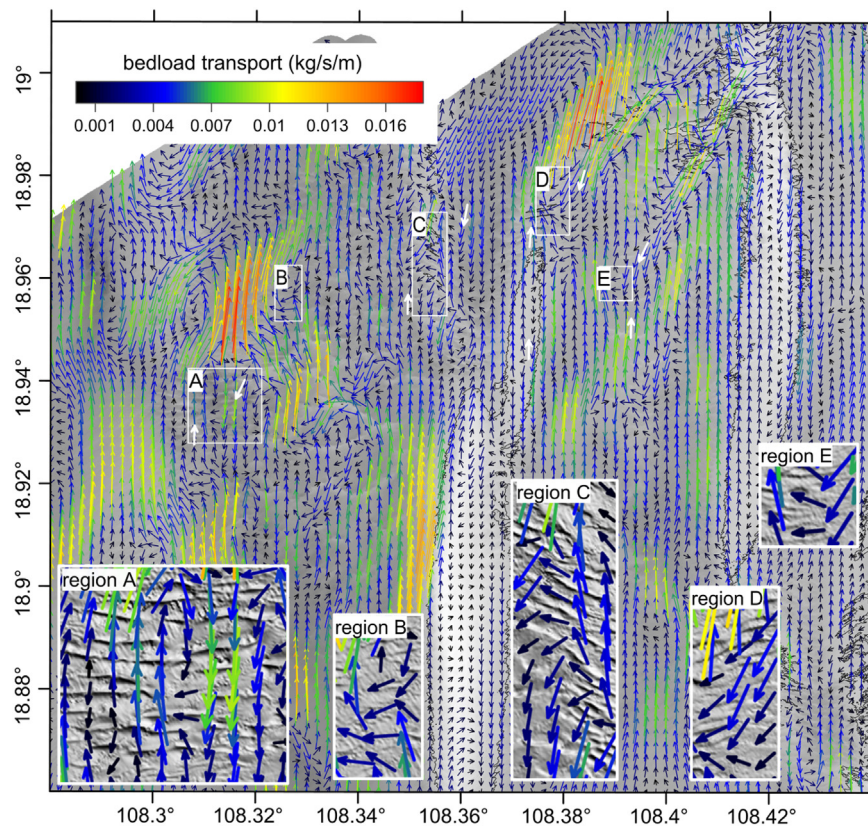 bedload transport (kg/s/m)
0.001 0.004 0.007 0.01 0.013 0.016
19°
18.98°
18.96°
18.94°
18.92°
18.9°
18.88°
A
B
C
D
E
region A
region B
region C
region D
region E
108.3° 108.32° 108.34° 108.36° 108.38° 108.4° 108.42°